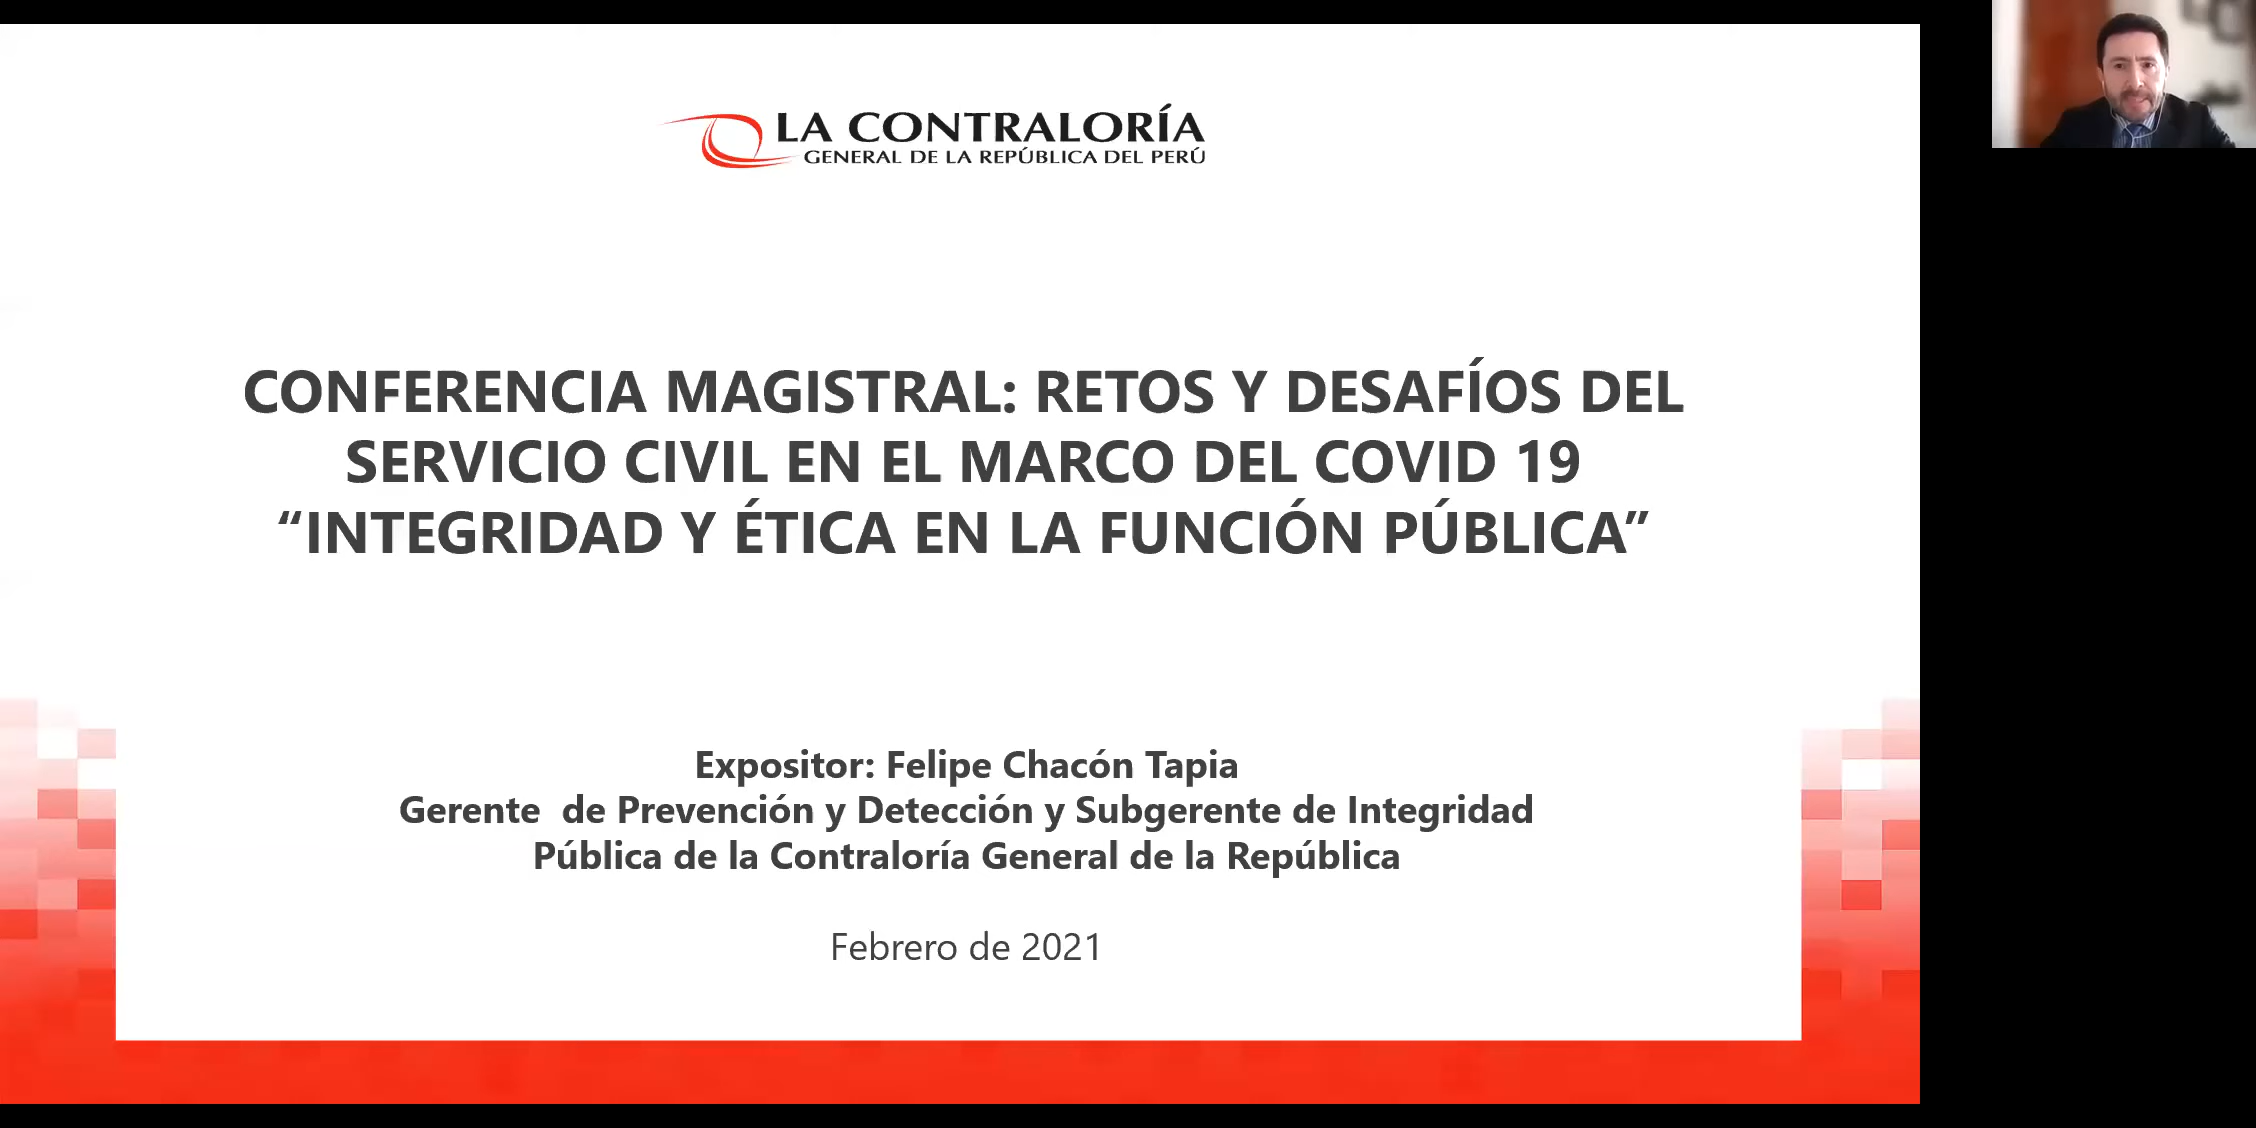 LA CONTRALORÍA
GENERAL DE LA REPÚBLICA DEL PERÚ
CONFERENCIA MAGISTRAL: RETOS Y DESAFÍOS DEL
SERVICIO CIVIL EN EL MARCO DEL COVID 19
“INTEGRIDAD Y ÉTICA EN LA FUNCIÓN PÚBLICA”
Expositor: Felipe Chacón Tapia
Gerente  de Prevención y Detección y Subgerente de Integridad
Pública de la Contraloría General de la República
Febrero de 2021